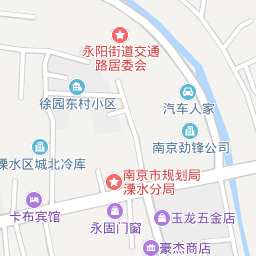 永阳街道交通
路居委会
徐园东村小区
汽车人家
南京劲锋公司
溧水区城北冷库
南京市规划局
溧水分局
卡布宾馆
永固门窗
玉龙五金店
豪杰商店